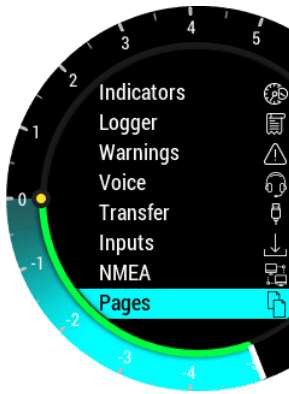 5
4
3
2
1
0
-1
-2
-3
-4
Indicators
Logger
Warnings
Voice
Transfer
Inputs
NMEA
Pages